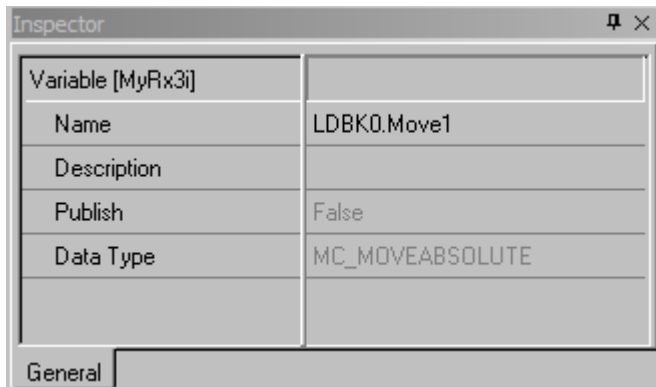 Inspector
Variable [MyRx3i]
Name LDBK0.Move1
Description
Publish False
Data Type MC_MOVEABSOLUTE
General